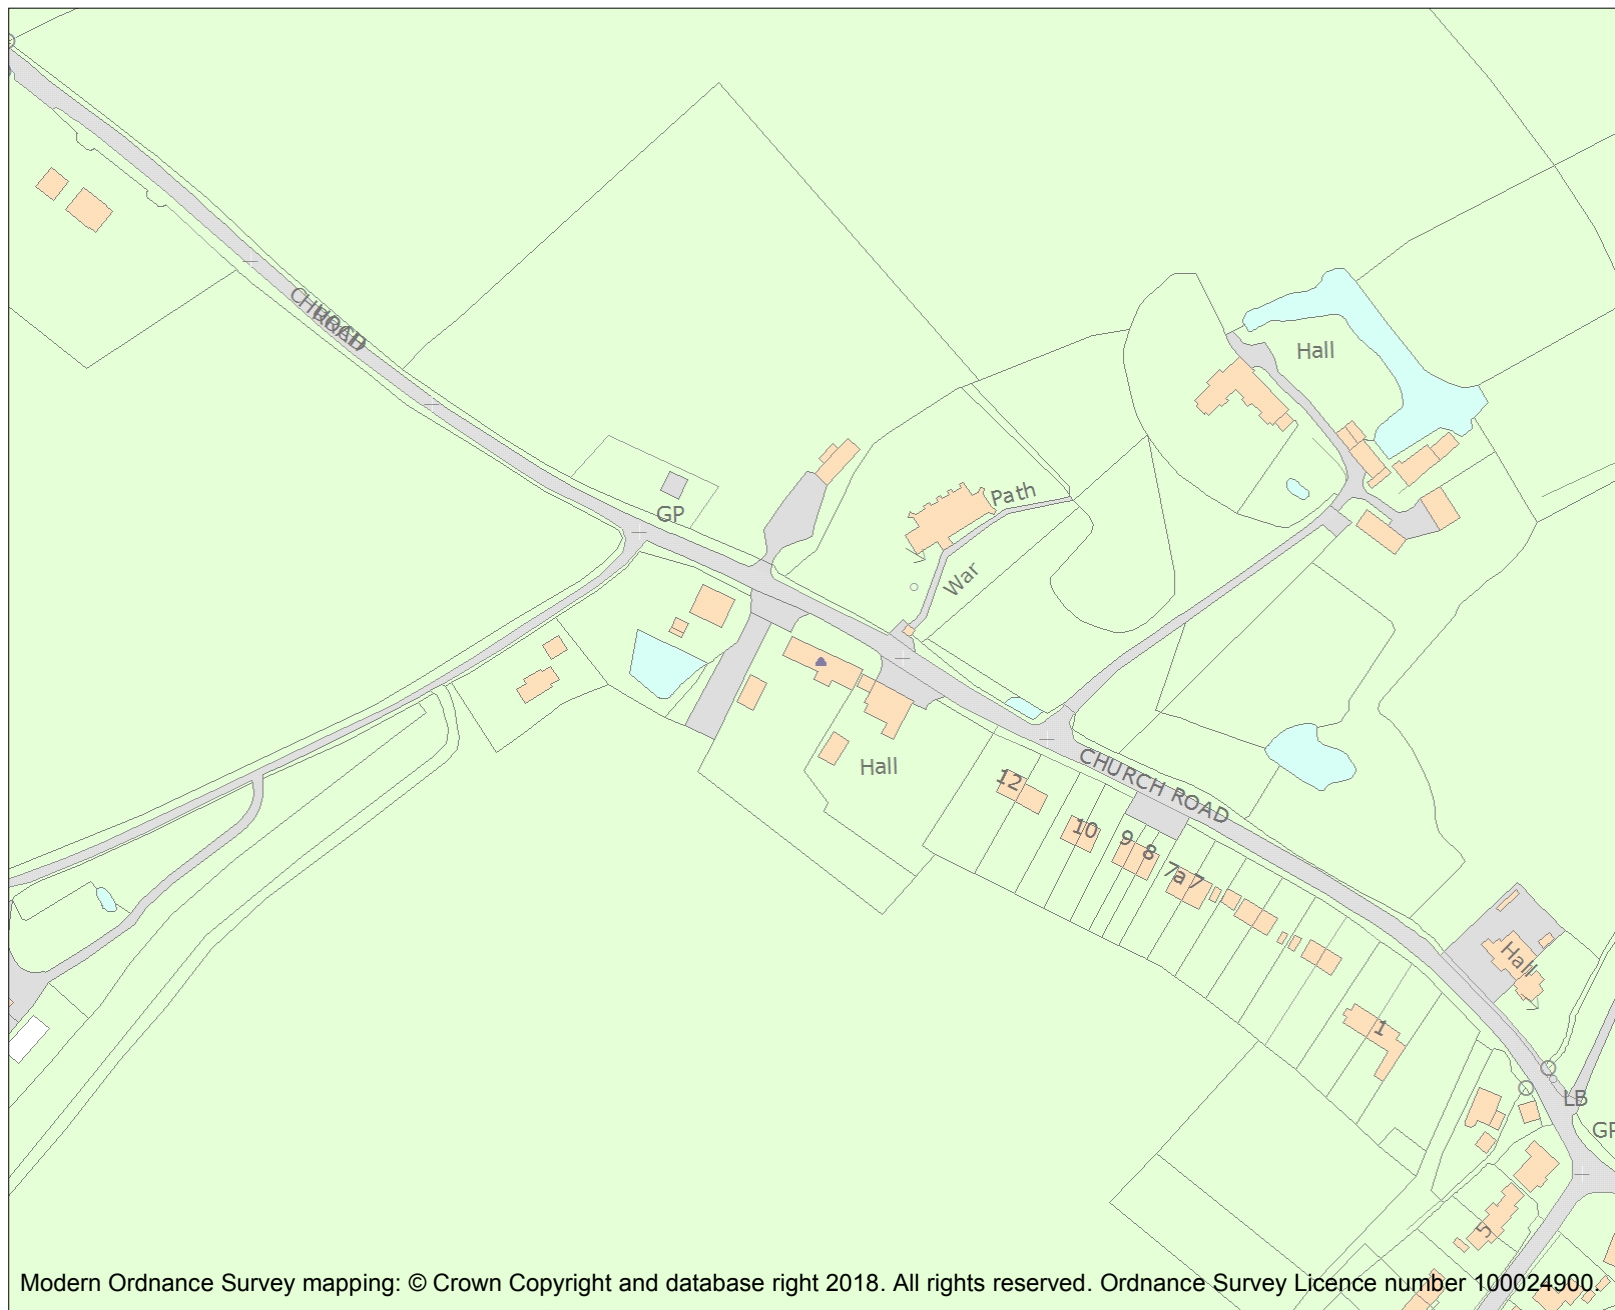 CHURCH
ROAD
Hall
Path
GP
War
Hall
CHURCH ROAD
12
10
9
8
7a
7
Hall
1
LB
GP
5
Modern Ordnance Survey mapping: © Crown Copyright and database right 2018. All rights reserved. Ordnance Survey Licence number 100024900.